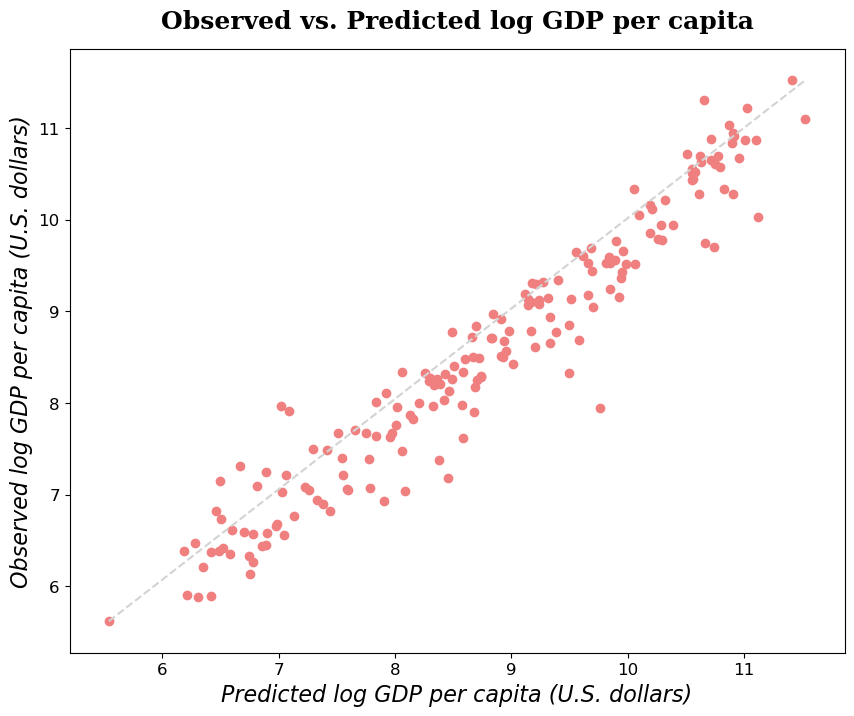 Observed vs. Predicted log GDP per capita
Observed log GDP per capita (U.S. dollars)
11
10
9
8
7
6
6 7 8 9 10 11
Predicted log GDP per capita (U.S. dollars)